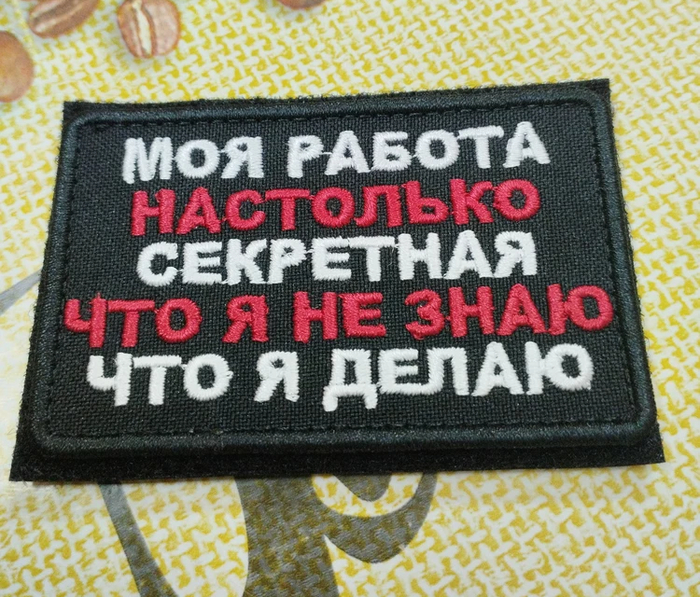 МОЯ РАБОТА
НАСТОЛЬКО
СЕКРЕТНАЯ
ЧТО Я НЕ ЗНАЮ
ЧТО Я ДЕЛАЮ